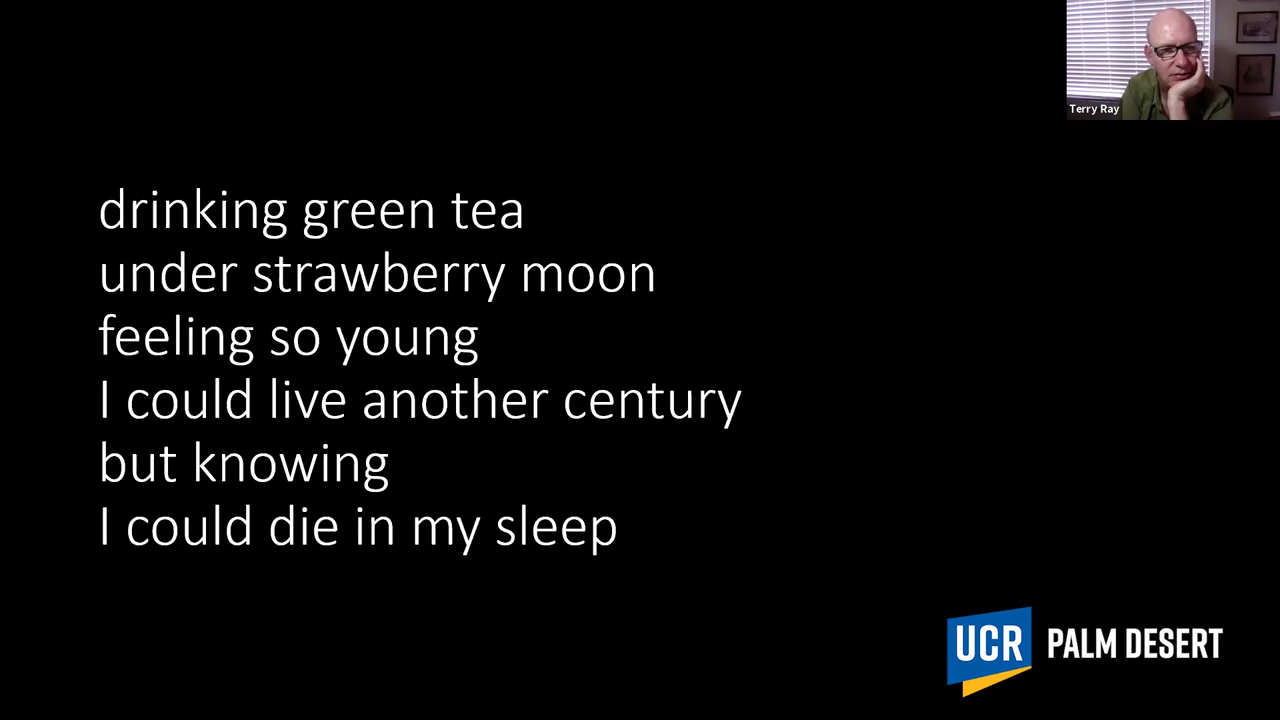 Terry Ray
drinking green tea
under strawberry moon
feeling so young
I could live another century
but knowing
I could die in my sleep
UCR PALM DESERT